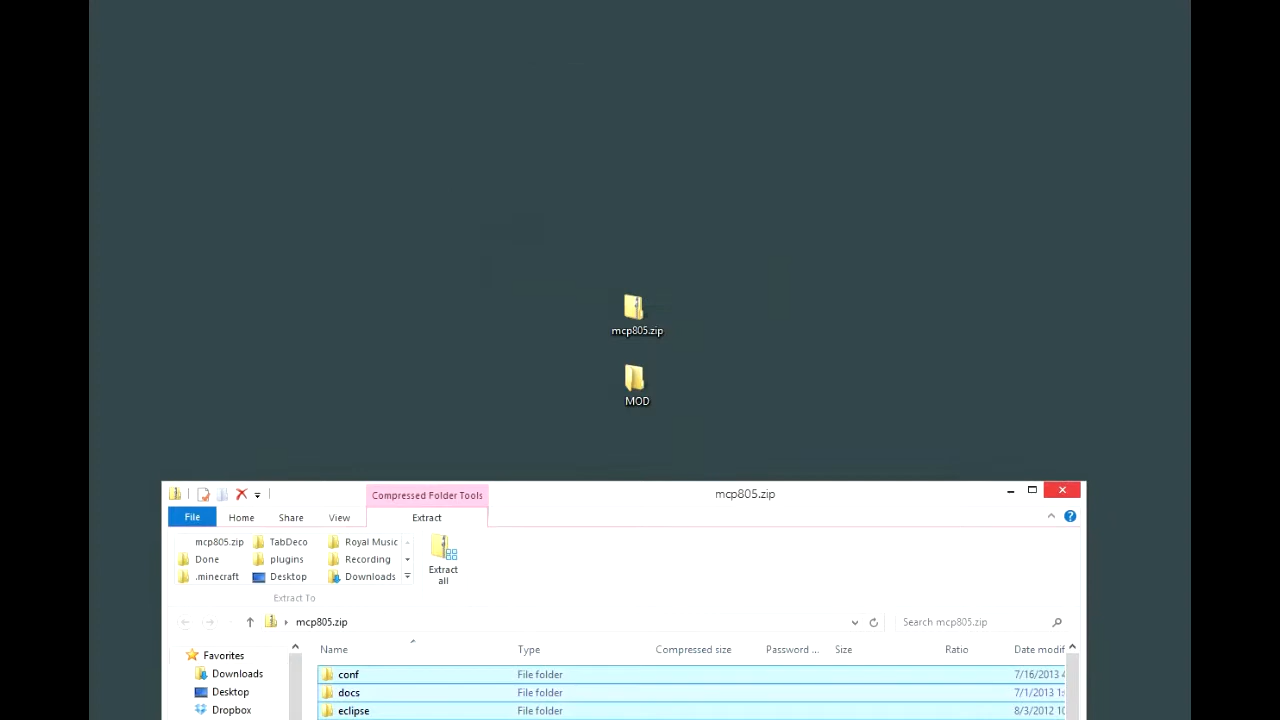 mcp805.zip
MOD
Compressed Folder Tools
mcp805.zip
File
Home
Share
View
Extract
mcp805.zip
TabDeco
Royal Music
Done
plugins
Recording
.minecraft
Desktop
Downloads
Extract all
Extract To
mcp805.zip
Search mcp805.zip
Favorites
Downloads
Desktop
Dropbox
Name
Type
Compressed size
Password ...
Size
Ratio
Date modif
conf
File folder
7/16/2013 4
docs
File folder
7/1/2013 1:
eclipse
File folder
8/3/2012 10